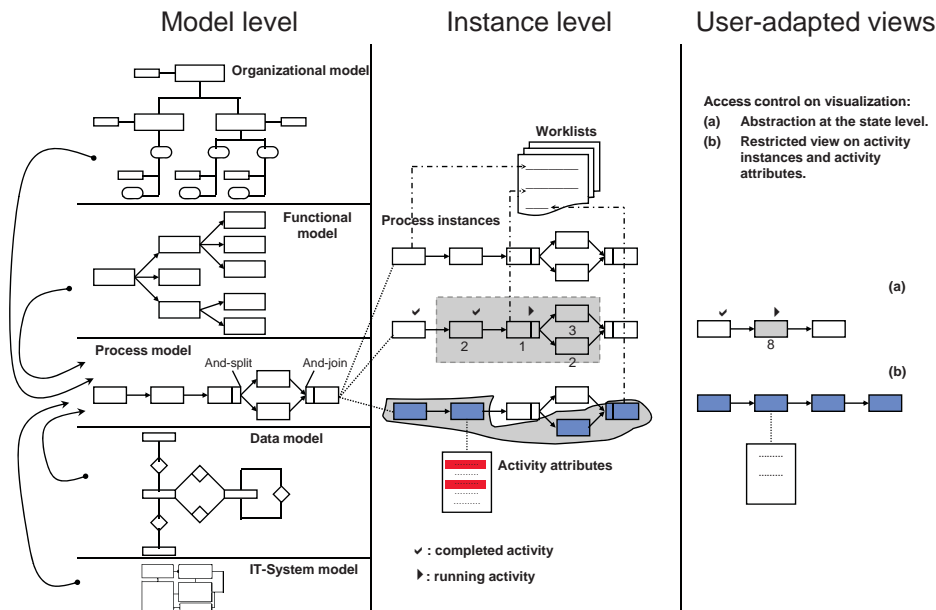 Model level
Instance level
User-adapted views
Organizational model
Access control on visualization:
(a) Abstraction at the state level.
(b) Restricted view on activity
instances and activity
attributes.
Worklists
Functional
model
Process instances
(a)
3
2
1
2
8
Process model
And-split
And-join
(b)
Data model
Activity attributes
: completed activity
: running activity
IT-System model